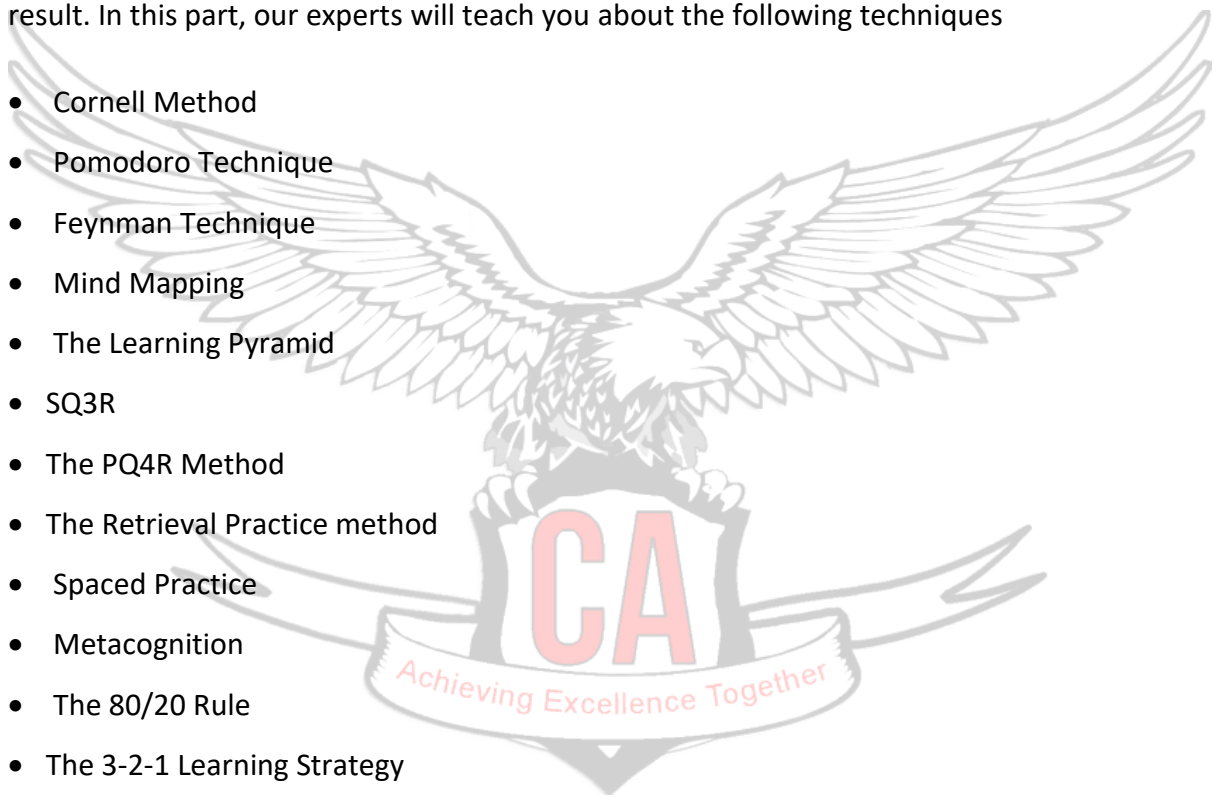 result. In this part, our experts will teach you about the following techniques
• Cornell Method
• Pomodoro Technique
• Feynman Technique
• Mind Mapping
• The Learning Pyramid
• SQ3R
• The PQ4R Method
• The Retrieval Practice method
• Spaced Practice
• Metacognition
• The 80/20 Rule
• The 3-2-1 Learning Strategy
CA
Achieving Excellence Together